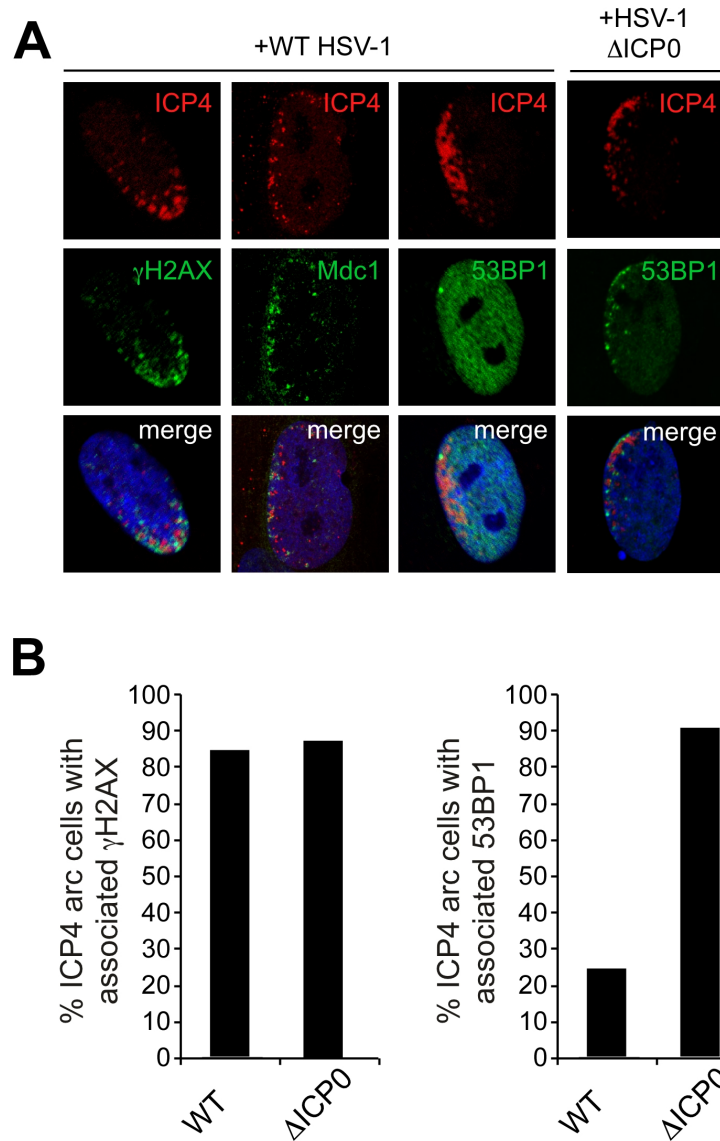 A
+WT HSV-1
+HSV-1
ΔICP0
ICP4
ICP4
ICP4
ICP4
γH2AX
Mdc1
53BP1
53BP1
merge
merge
merge
merge
B
% ICP4 arc cells with
associated γH2AX
100
90
80
70
60
50
40
30
20
10
0
WT
ΔICP0
% ICP4 arc cells with
associated 53BP1
100
90
80
70
60
50
40
30
20
10
0
WT
ΔICP0